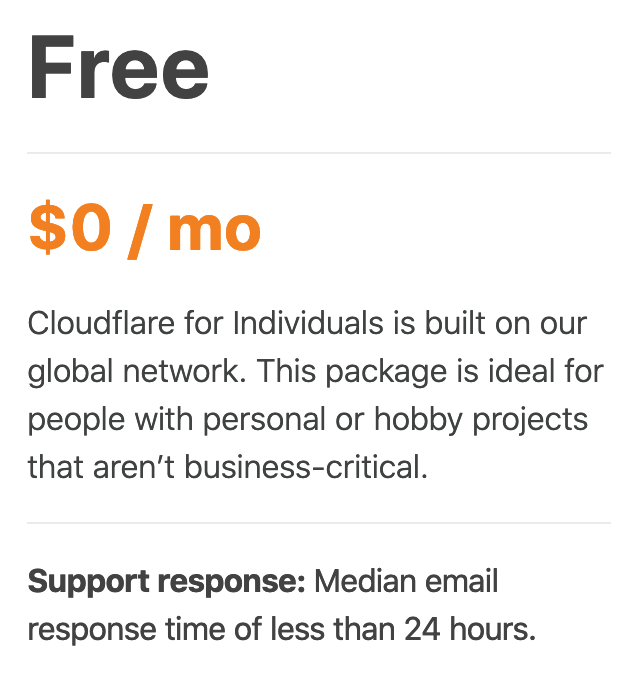 Free
$0 / mo
Cloudflare for Individuals is built on our
global network. This package is ideal for
people with personal or hobby projects
that aren’t business-critical.
Support response: Median email
response time of less than 24 hours.